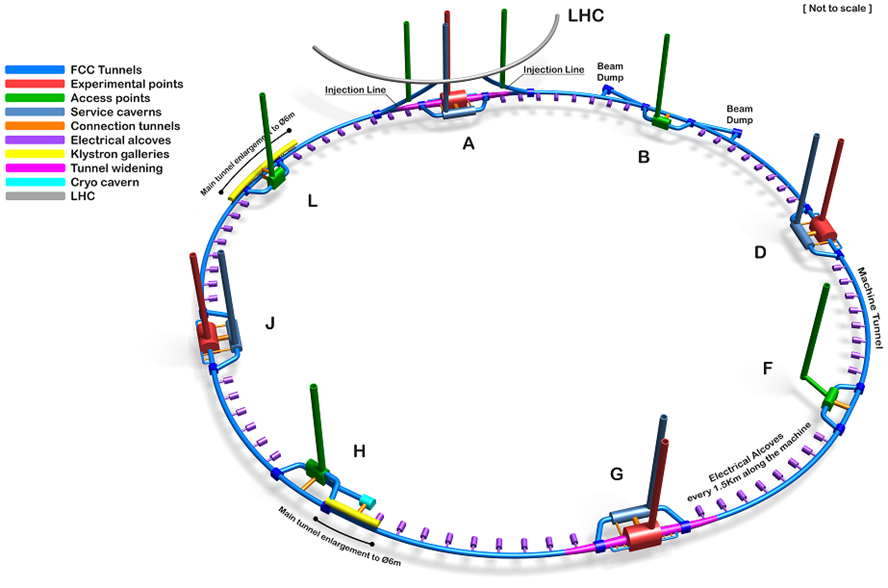 [ Not to scale ]
LHC
FCC Tunnels
Experimental points
Access points
Service caverns
Connection tunnels
Electrical alcoves
Klystron galleries
Tunnel widening
Cryo cavern
LHC
Injection Line
Injection Line
Beam
Dump
Beam
Dump
Main tunnel enlargement to Ø6m
A
B
L
D
Machine Tunnel
J
F
H
G
Electrical Alcoves
every 1.5Km along the machine
Main tunnel enlargement to Ø6m